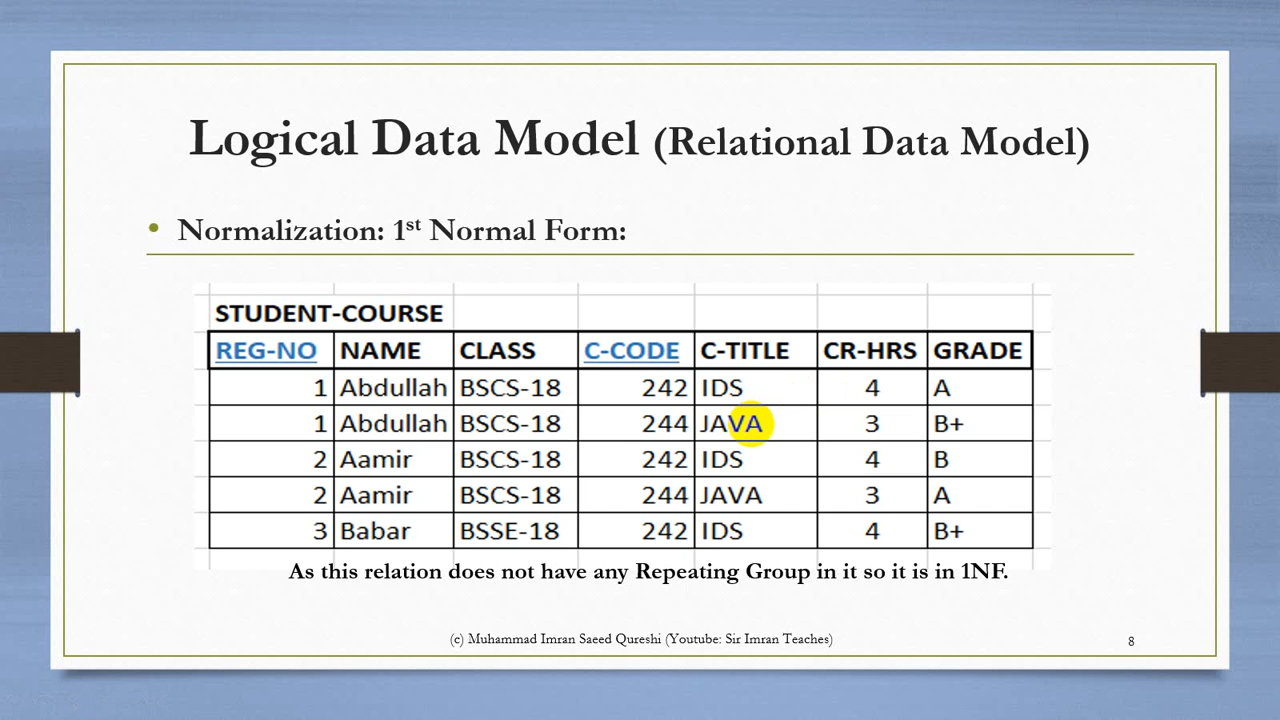 Logical Data Model (Relational Data Model)
• Normalization: 1st Normal Form:
STUDENT-COURSE
REG-NO NAME CLASS C-CODE C-TITLE CR-HRS GRADE
1 Abdullah BSCS-18 242 IDS 4 A
1 Abdullah BSCS-18 244 JAVA 3 B+
2 Aamir BSCS-18 242 IDS 4 B
2 Aamir BSCS-18 244 JAVA 3 A
3 Babar BSSE-18 242 IDS 4 B+
As this relation does not have any Repeating Group in it so it is in 1NF.
(c) Muhammad Imran Saeed Qureshi (Youtube: Sir Imran Teaches)
8